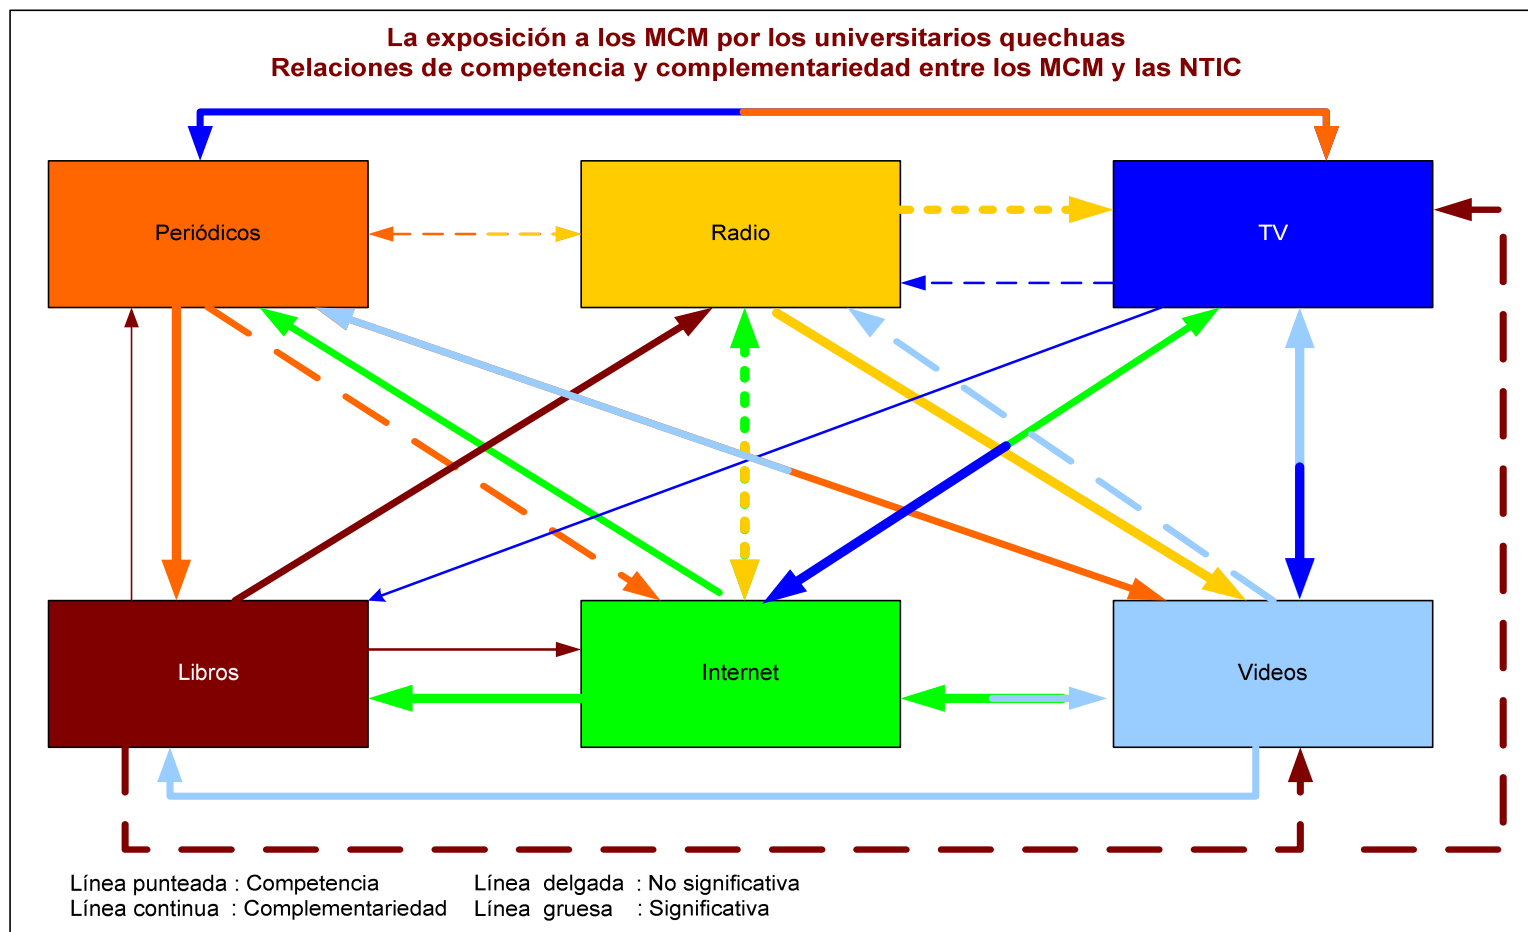 La exposición a los MCM por los universitarios quechuas
Relaciones de competencia y complementariedad entre los MCM y las NTIC
Periódicos
Radio
TV
Libros
Internet
Videos
Línea punteada : Competencia
Línea continua : Complementariedad
Línea delgada : No significativa
Línea gruesa : Significativa